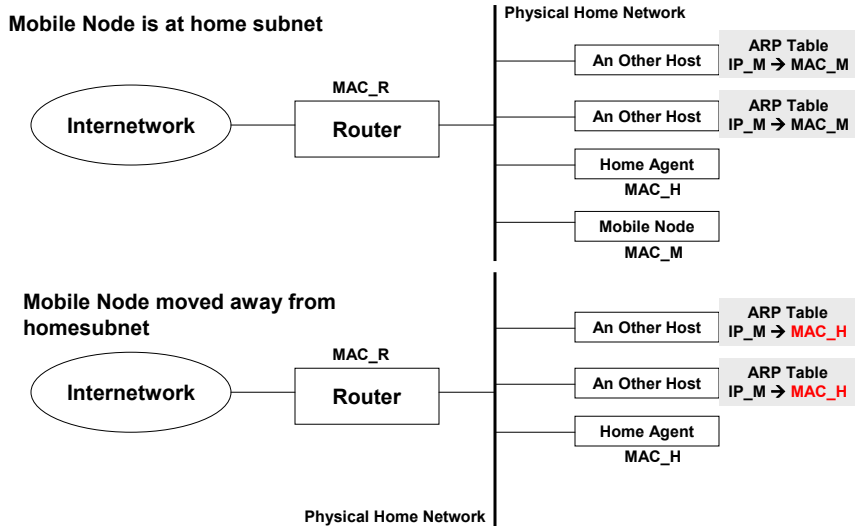 Mobile Node is at home subnet
Physical Home Network
An Other Host
ARP Table
IP_M → MAC_M
MAC_R
Internetwork
Router
An Other Host
ARP Table
IP_M → MAC_M
Home Agent
MAC_H
Mobile Node
MAC_M
Mobile Node moved away from
homesubnet
An Other Host
ARP Table
IP_M → MAC_H
MAC_R
Internetwork
Router
An Other Host
ARP Table
IP_M → MAC_H
Home Agent
MAC_H
Physical Home Network